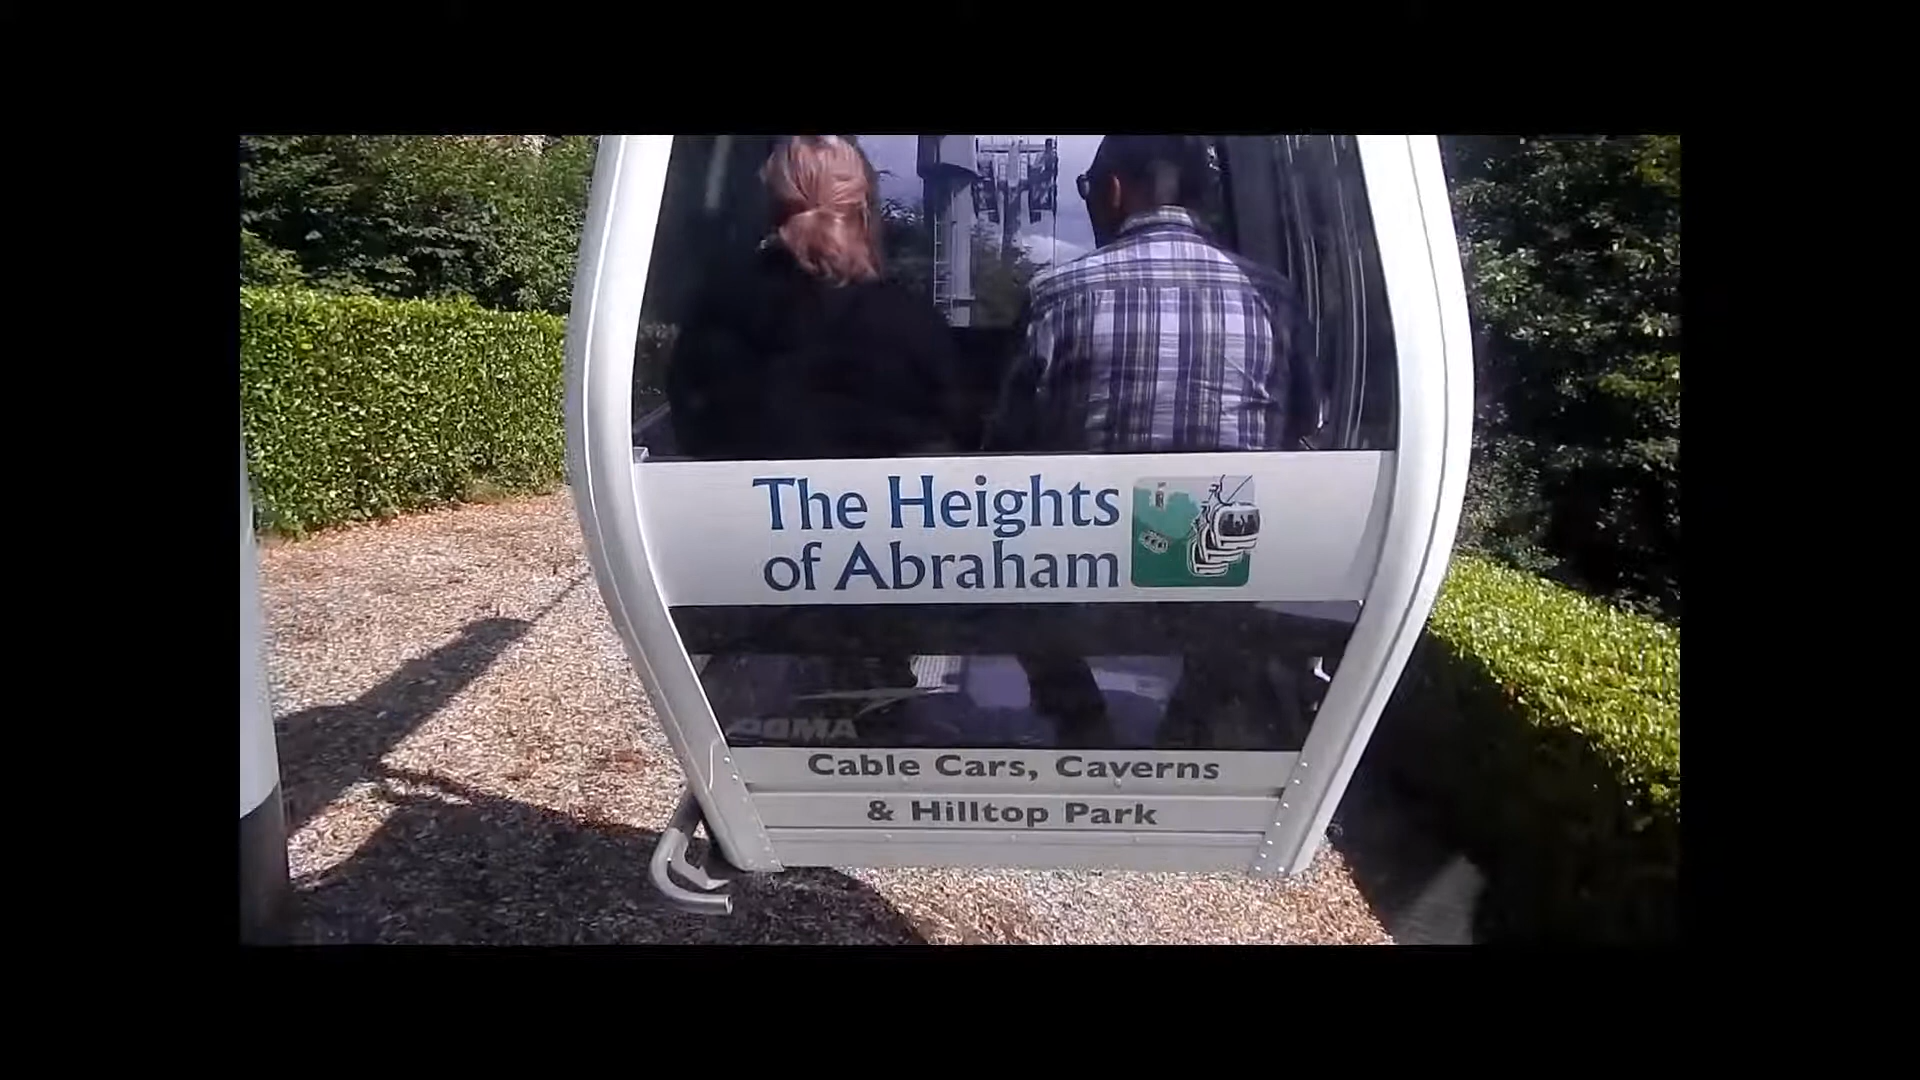 The Heights
of Abraham
Cable Cars, Caverns
& Hilltop Park